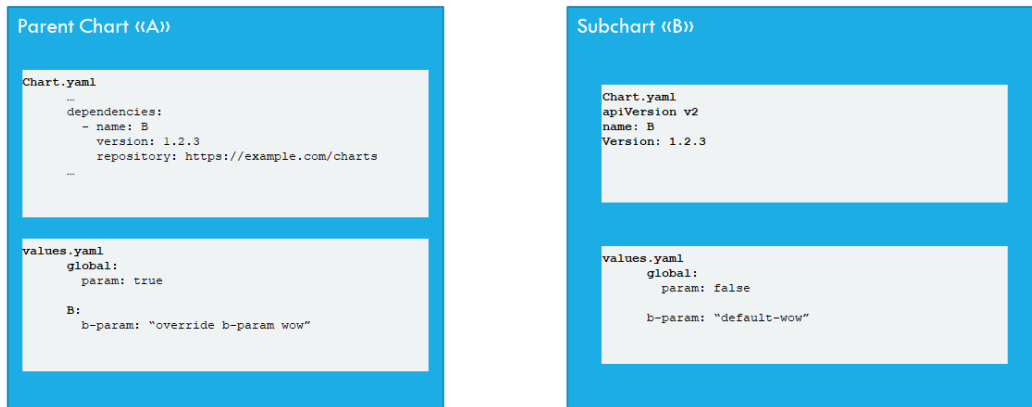 Parent Chart «A»
Chart.yaml
…
dependencies:
- name: B
version: 1.2.3
repository: https://example.com/charts
…
values.yaml
global:
param: true
B:
b-param: “override b-param wow”
Subchart «B»
Chart.yaml
apiVersion v2
name: B
Version: 1.2.3
values.yaml
global:
param: false
b-param: “default-wow”